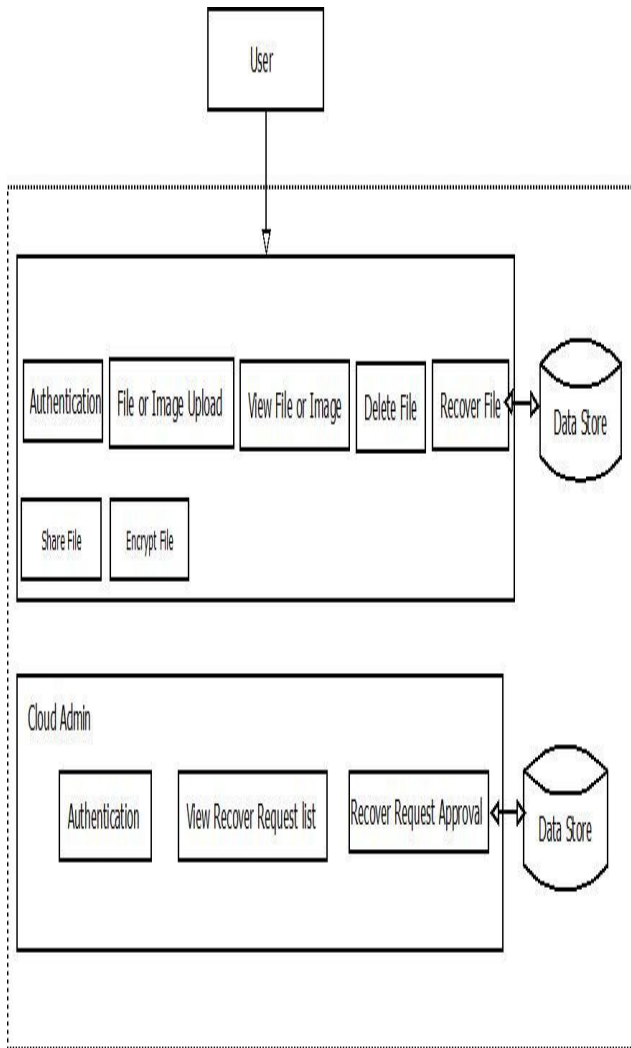 User
Authentication
File or Image Upload
View File or Image
Delete File
Recover File
Data Store
Share File
Encrypt File
Cloud Admin
Authentication
View Recover Request list
Recover Request Approval
Data Store